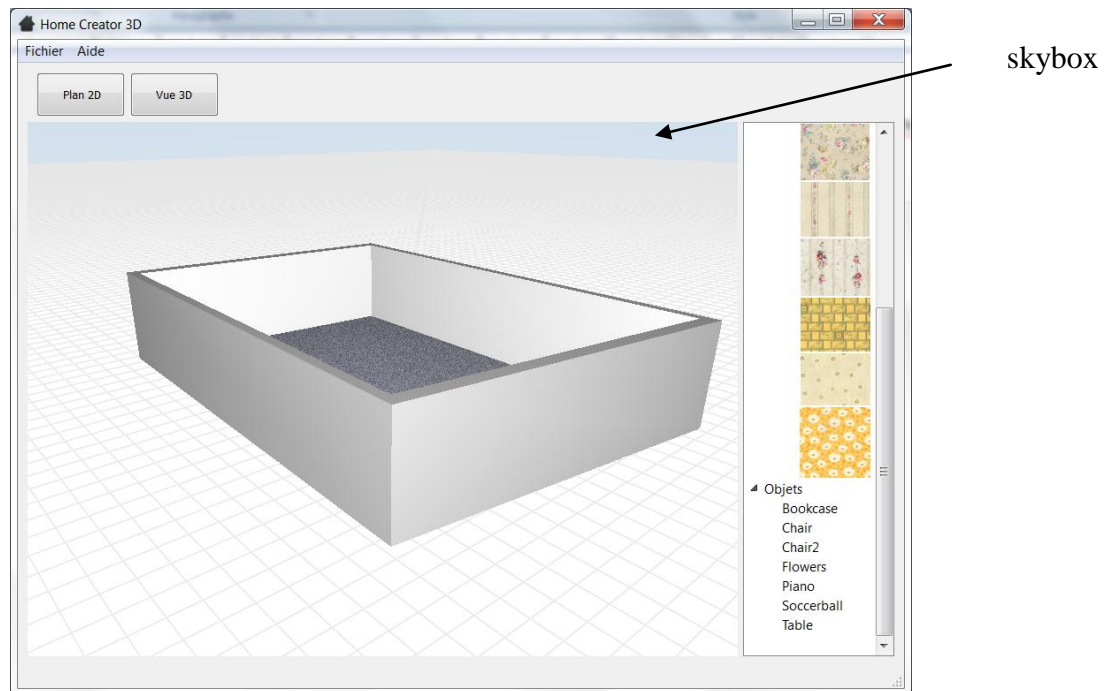 Home Creator 3D
Fichier Aide
skybox
Plan 2D Vue 3D
Objets
Bookcase
Chair
Chair2
Flowers
Piano
Soccerball
Table